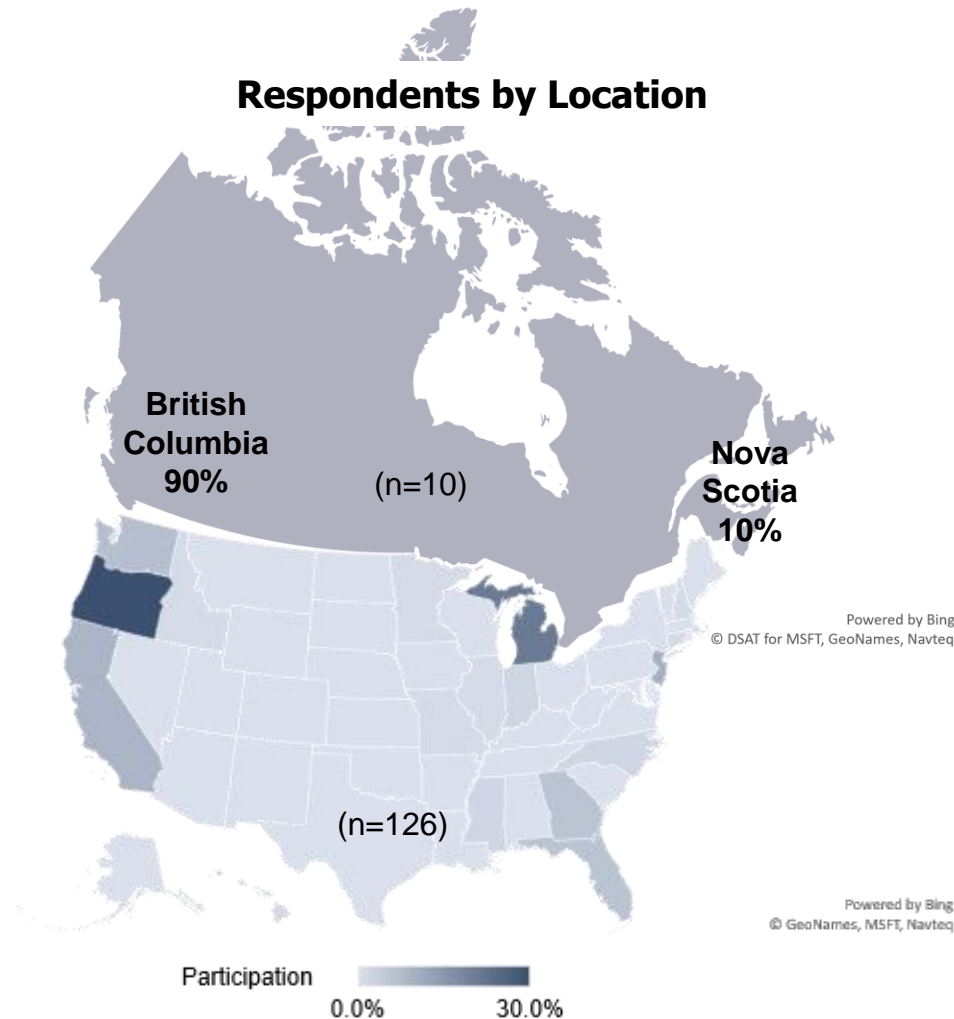 Respondents by Location
British
Columbia
90%
(n=10)
Nova
Scotia
10%
Powered by Bing
© DSAT for MSFT, GeoNames, Navteq
(n=126)
Powered by Bing
© GeoNames, MSFT, Navteq
Participation
0.0%
30.0%